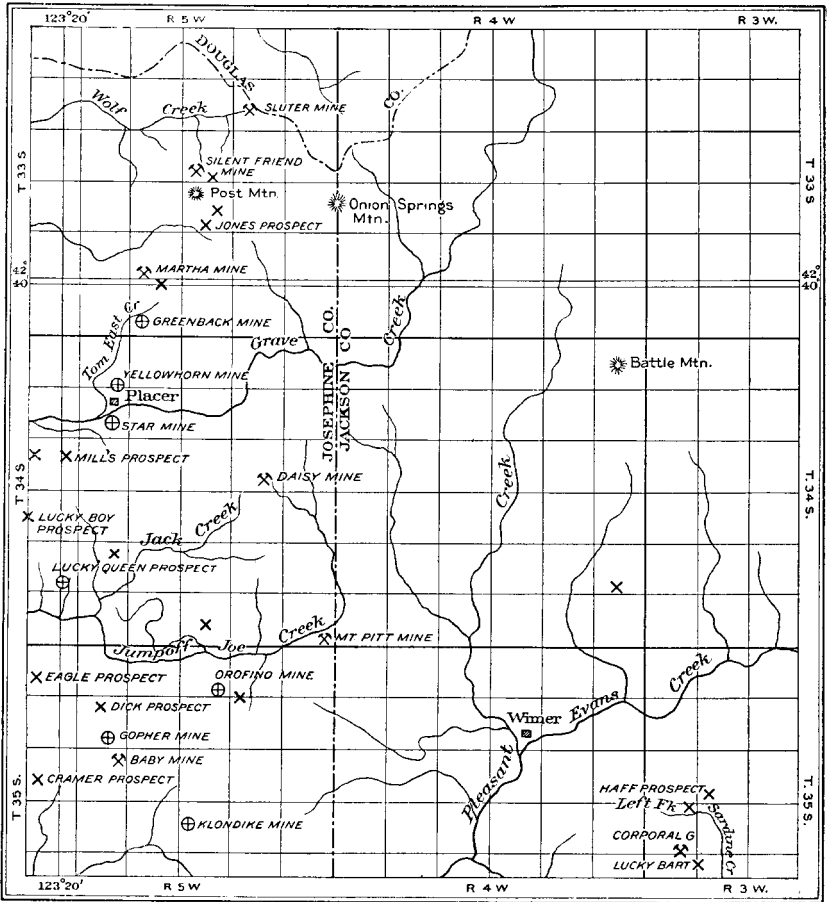 123°20'
R 5 W
R 4 W
R 3 W.
DOUGLAS
CO.
Wolf
Creek
SLUTER MINE
T 33 S
T. 33 S
SILENT FRIEND
MINE
Post Mtn.
Onion Springs
Mtn.
JONES PROSPECT
MARTHA MINE
42°
40'
42°
40'
GREENBACK MINE
Tom East Cr
Grave
Creek
JOSEPHINE CO.
JACKSON CO
Battle Mtn.
YELLOWHORN MINE
Placer
STAR MINE
MILLS PROSPECT
T 34 S
T. 34 S.
DAISY MINE
Creek
LUCKY BOY
PROSPECT
Jack
Creek
LUCKY QUEEN PROSPECT
Jumpoff
Joe
Creek
MT PITT MINE
EAGLE PROSPECT
OROFINO MINE
Creek
DICK PROSPECT
Wimer
Evans
GOPHER MINE
BABY MINE
Pleasant
CRAMER PROSPECT
HAFF PROSPECT
Left Fk
Sardine Cr
T. 35 S.
T. 35 S.
KLONDIKE MINE
CORPORAL G
LUCKY BART
123°20'
R 5 W
R 4 W
R 3 W.